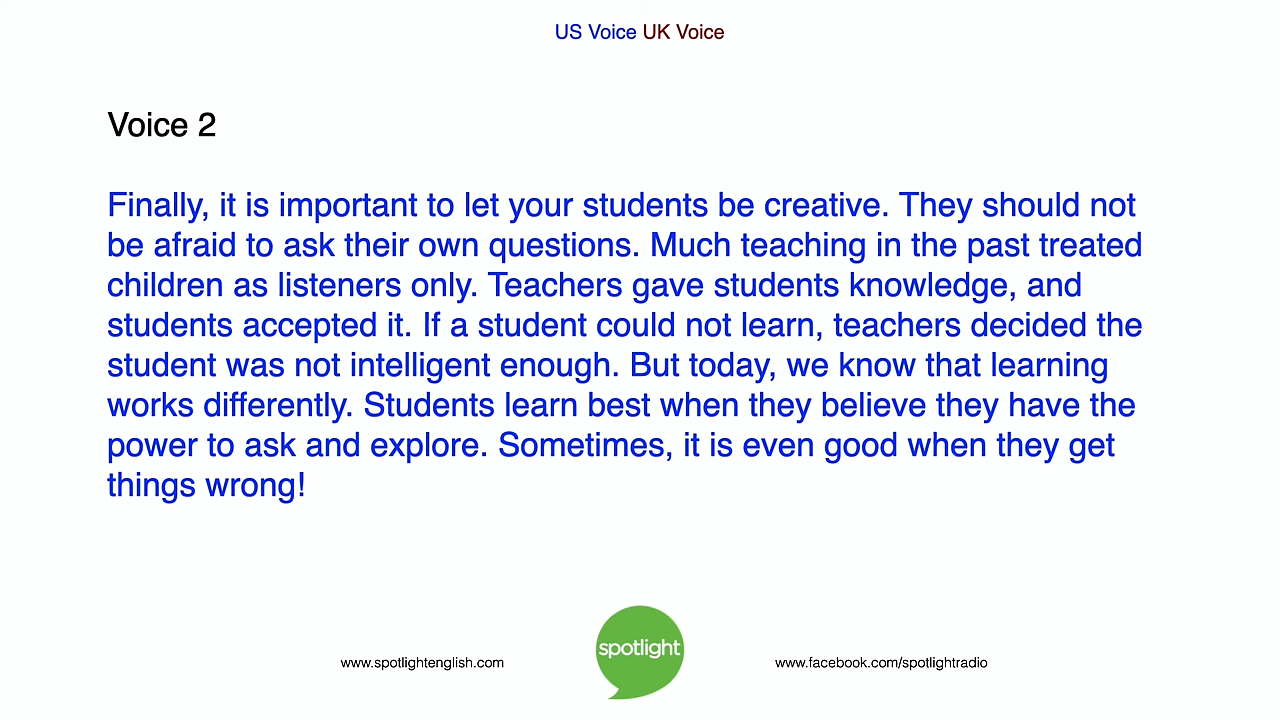 US Voice UK Voice
Voice 2
Finally, it is important to let your students be creative. They should not
be afraid to ask their own questions. Much teaching in the past treated
children as listeners only. Teachers gave students knowledge, and
students accepted it. If a student could not learn, teachers decided the
student was not intelligent enough. But today, we know that learning
works differently. Students learn best when they believe they have the
power to ask and explore. Sometimes, it is even good when they get
things wrong!
spotlight
www.spotlightenglish.com
www.facebook.com/spotlightradio